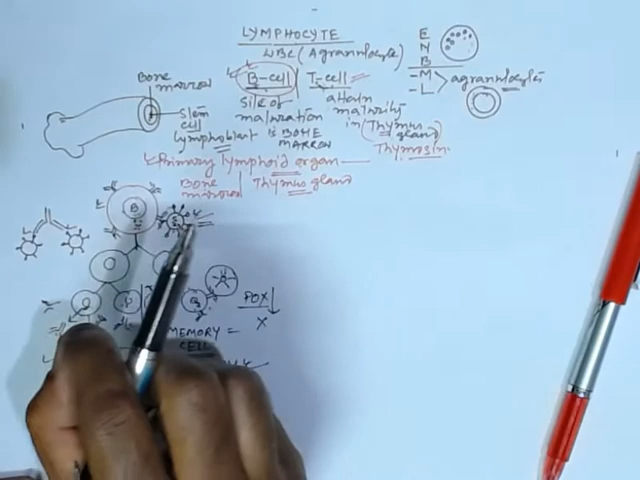 LYMPHOCYTE
WBC (Agranulocyte)
B-cell | T-cell
Site of maturation is BONE MARROW
attain maturity in (Thymus gland)
Thymosin
E
N
B
-M
-L
agranulocytes
Bone marrow
Stem cell
Lymphoblast
Primary lymphoid organ
Bone marrow | Thymus gland
B
P
POX
X
MEMORY =
CELL